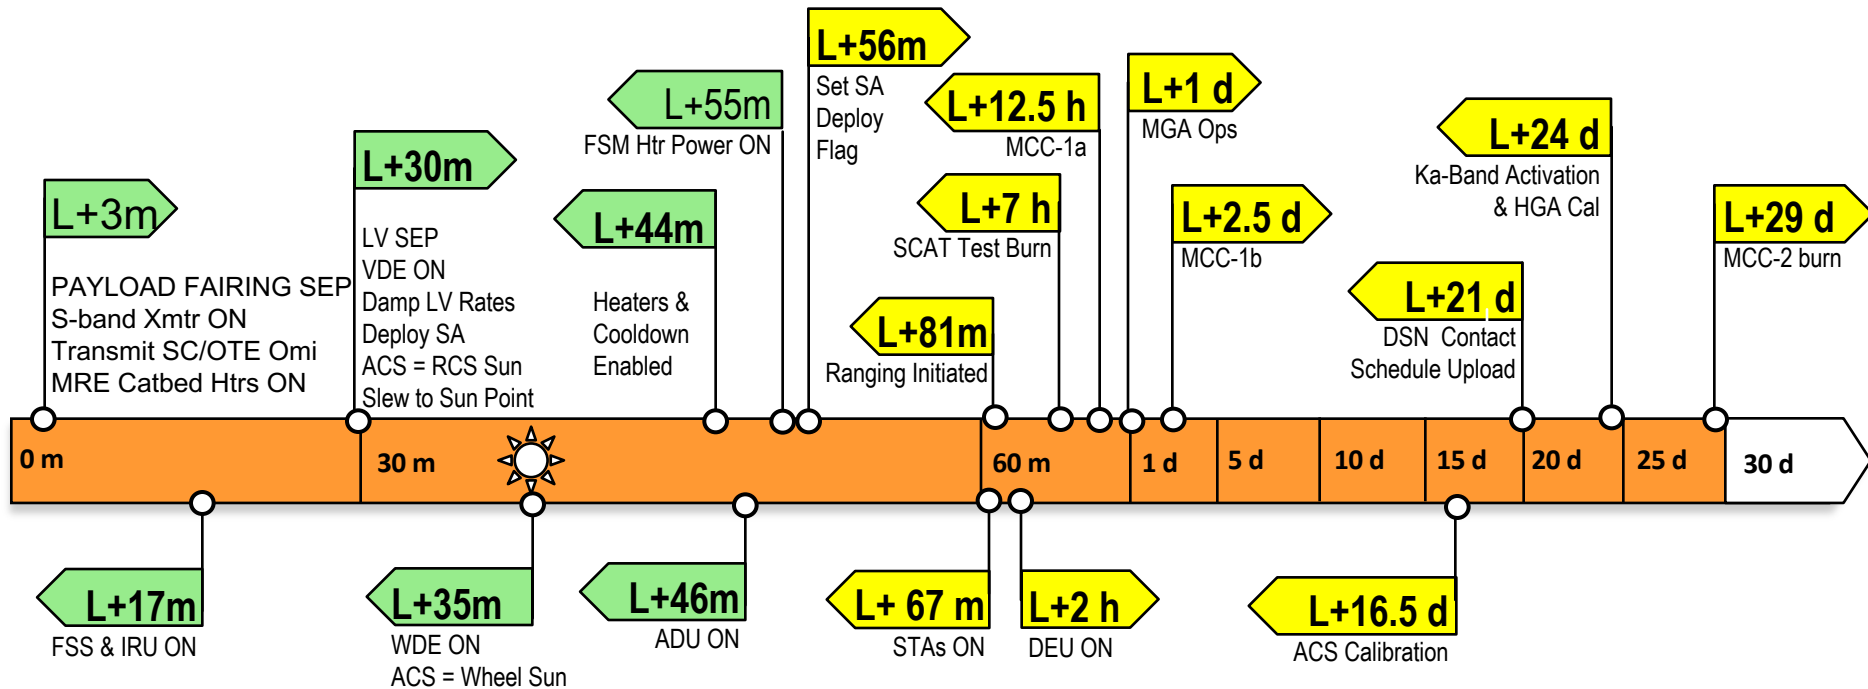 L+56m
Set SA
Deploy
Flag
L+55m
FSM Htr Power ON
L+12.5 h
MCC-1a
L+1 d
MGA Ops
L+24 d
Ka-Band Activation
& HGA Cal
L+30m
LV SEP
VDE ON
Damp LV Rates
Deploy SA
ACS = RCS Sun
Slew to Sun Point
L+3m
PAYLOAD FAIRING SEP
S-band Xmtr ON
Transmit SC/OTE Omi
MRE Catbed Htrs ON
L+44m
Heaters &
Cooldown
Enabled
L+7 h
SCAT Test Burn
L+2.5 d
MCC-1b
L+29 d
MCC-2 burn
L+81m
Ranging Initiated
L+21 d
DSN Contact
Schedule Upload
0 m
30 m
60 m
1 d
5 d
10 d
15 d
20 d
25 d
30 d
L+17m
FSS & IRU ON
L+35m
WDE ON
ACS = Wheel Sun
L+46m
ADU ON
L+ 67 m
STAs ON
L+2 h
DEU ON
L+16.5 d
ACS Calibration